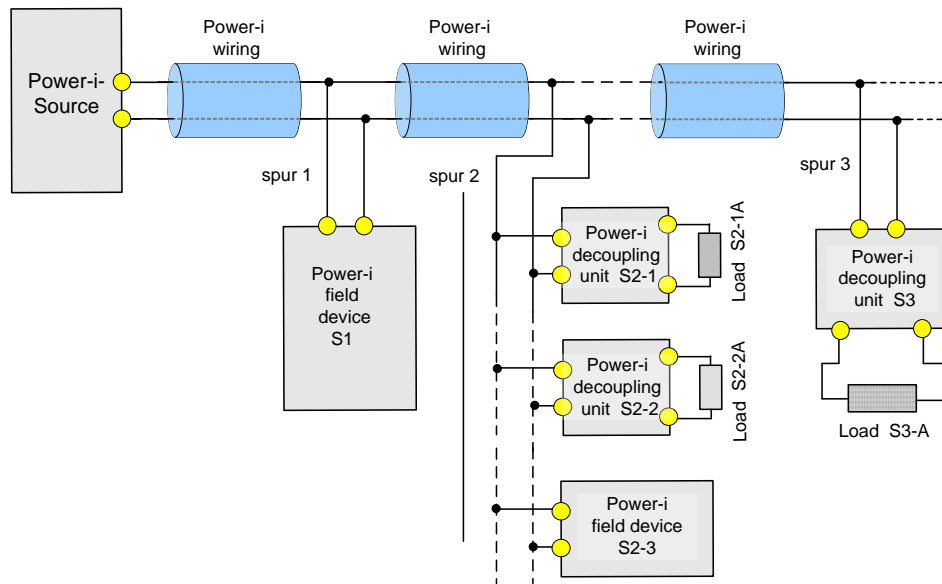 Power-i
wiring
Power-i
wiring
Power-i
wiring
Power-i-
Source
spur 1
spur 2
spur 3
Power-i
field
device
S1
Power-i
decoupling
unit S2-1
Load S2-1A
Power-i
decoupling
unit S2-2
Load S2-2A
Power-i
field device
S2-3
Power-i
decoupling
unit S3
Load S3-A